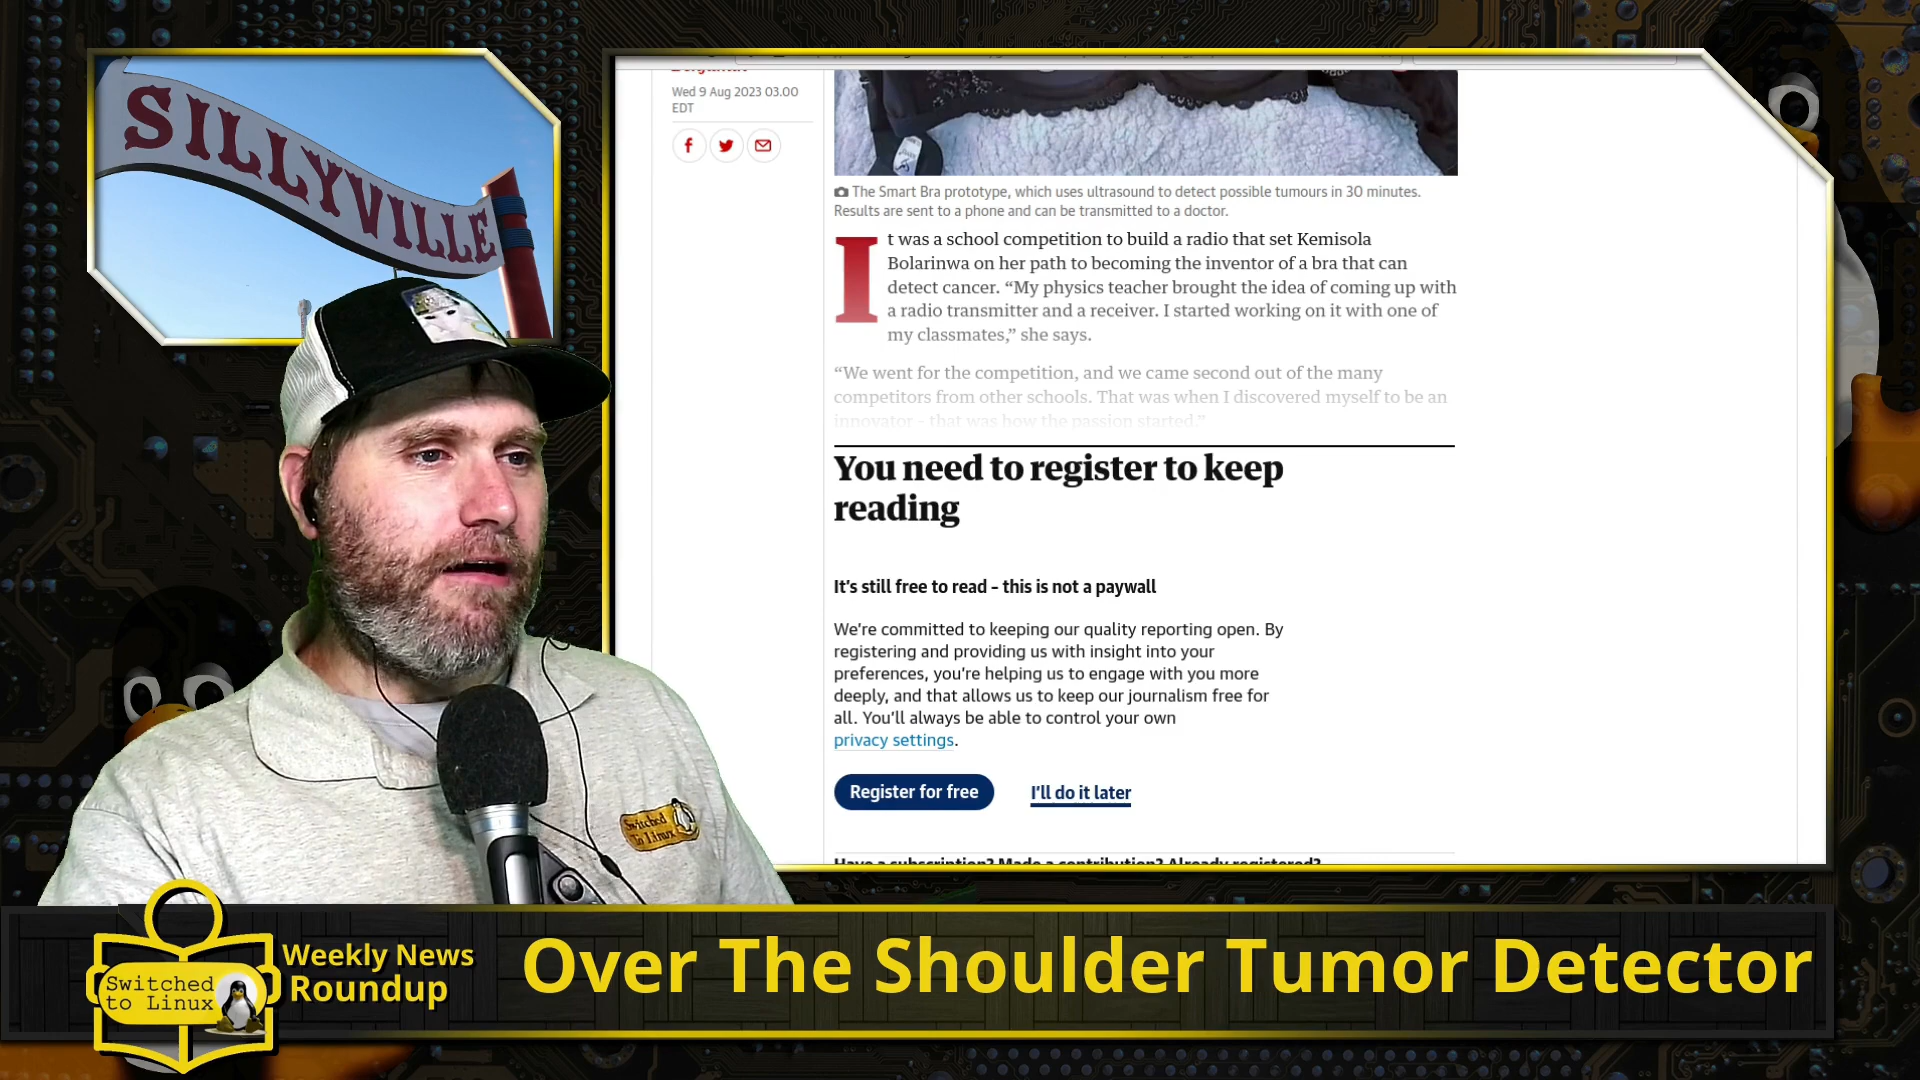 SILLYVILLE
Wed 9 Aug 2023 03.00
EDT
The Smart Bra prototype, which uses ultrasound to detect possible tumours in 30 minutes.
Results are sent to a phone and can be transmitted to a doctor.
It was a school competition to build a radio that set Kemisola
Bolarinwa on her path to becoming the inventor of a bra that can
detect cancer. “My physics teacher brought the idea of coming up with
a radio transmitter and a receiver. I started working on it with one of
my classmates,” she says.
“We went for the competition, and we came second out of the many
competitors from other schools. That was when I discovered myself to be an
innovator – that was how the passion started.”
You need to register to keep
reading
It’s still free to read – this is not a paywall
We’re committed to keeping our quality reporting open. By
registering and providing us with insight into your
preferences, you’re helping us to engage with you more
deeply, and that allows us to keep our journalism free for
all. You’ll always be able to control your own
privacy settings.
Register for free
I’ll do it later
Have a subscription? Made a contribution? Already registered?
Switched
To Linux
Switched
to Linux
Weekly News
Roundup
Over The Shoulder Tumor Detector